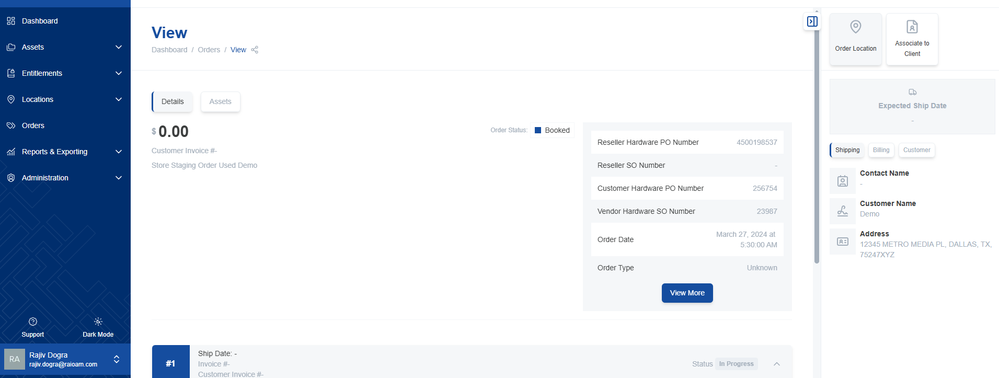 Dashboard
Assets
Entitlements
Locations
Orders
Reports & Exporting
Administration
Support
Dark Mode
RA
Rajiv Dogra
rajiv.dogra@raioam.com
View
Dashboard / Orders / View
Details
Assets
$ 0.00
Customer Invoice #-
Store Staging Order Used Demo
Order Status: Booked
Reseller Hardware PO Number 4500198537
Reseller SO Number -
Customer Hardware PO Number 256754
Vendor Hardware SO Number 23987
Order Date March 27, 2024 at
5:30:00 AM
Order Type Unknown
View More
#1
Ship Date: -
Invoice #-
Customer Invoice #-
Status In Progress
Order Location
Associate to
Client
Expected Ship Date
-
Shipping
Billing
Customer
Contact Name
-
Customer Name
Demo
Address
12345 METRO MEDIA PL, DALLAS, TX,
75247XYZ